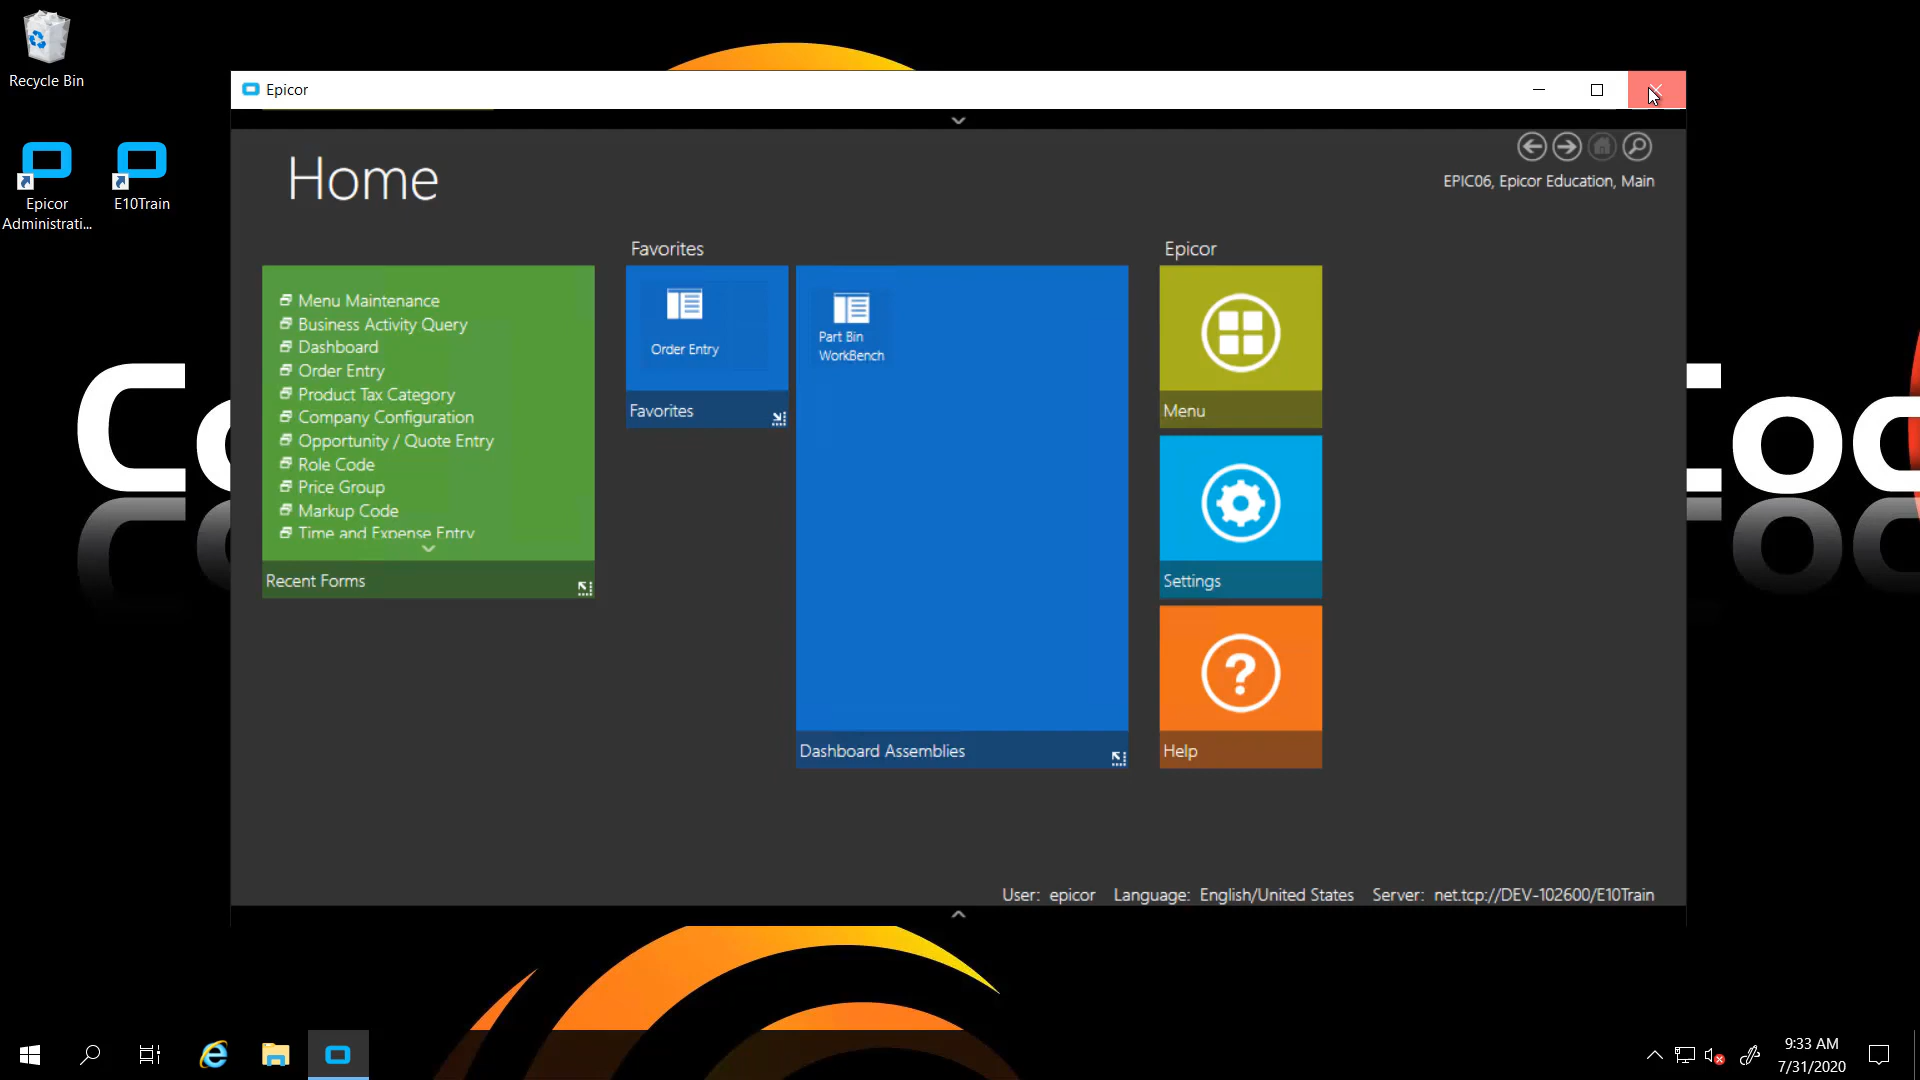 Recycle Bin
Epicor
Administrati...
E10Train
Epicor
Home
EPIC06, Epicor Education, Main
Menu Maintenance
Business Activity Query
Dashboard
Order Entry
Product Tax Category
Company Configuration
Opportunity / Quote Entry
Role Code
Price Group
Markup Code
Time and Expense Entry
Recent Forms
Favorites
Order Entry
Favorites
Part Bin
WorkBench
Dashboard Assemblies
Epicor
Menu
Settings
Help
User: epicor Language: English/United States Server: net.tcp://DEV-102600/E10Train
9:33 AM
7/31/2020